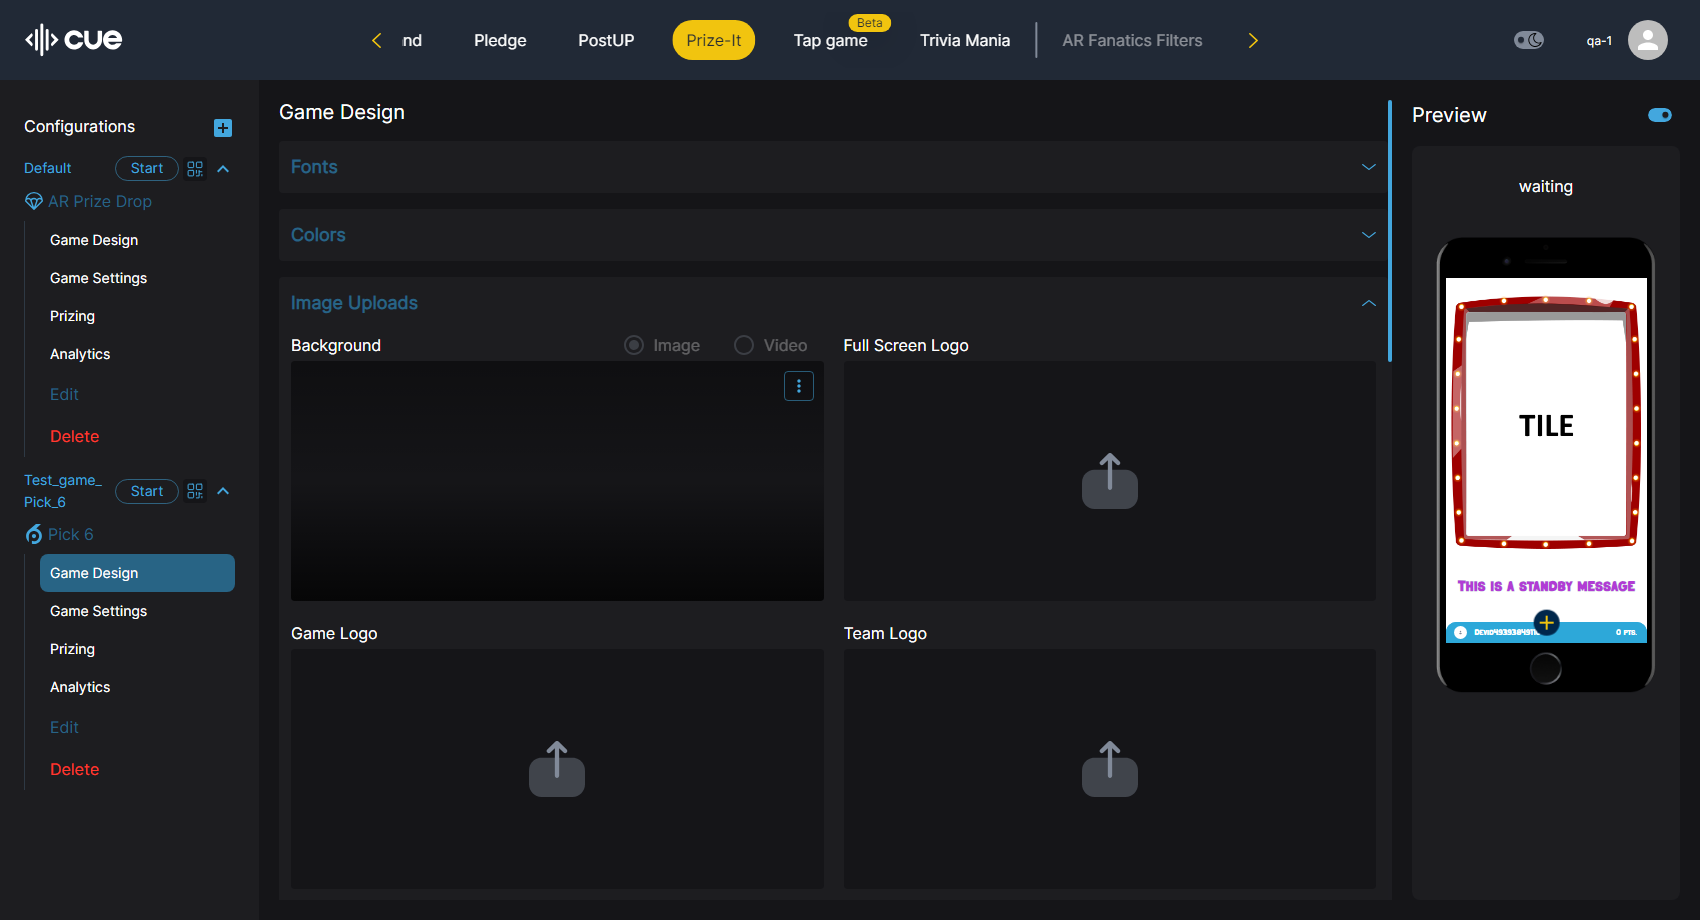 cue
nd
Pledge
PostUP
Prize-It
Beta
Tap game
Trivia Mania
AR Fanatics Filters
qa-1
Configurations
Default
Start
AR Prize Drop
Game Design
Game Settings
Prizing
Analytics
Edit
Delete
Test_game_
Pick_6
Start
Pick 6
Game Design
Game Settings
Prizing
Analytics
Edit
Delete
Game Design
Fonts
Colors
Image Uploads
Background
Image
Video
Full Screen Logo
Game Logo
Team Logo
Preview
waiting
TILE
THIS IS A STANDBY MESSAGE
0 PTS.